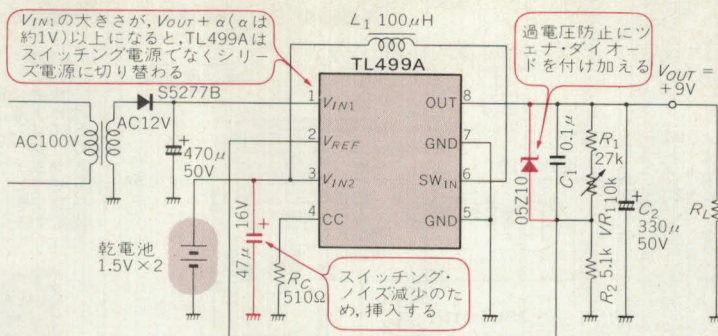 VIN1の大きさが,VOUT+α(αは
約1V)以上になると,TL499Aは
スイッチング電源でなくシリー
ズ電源に切り替わる
L1 100μH
TL499A
過電圧防止にツ
ェナ・ダイオー
ドを付け加える
VOUT=
+9V
S5277B
AC100V
AC12V
470μ
50V
1
VIN1
OUT
8
2
VREF
GND
7
3
VIN2
SWIN
6
4
CC
GND
5
乾電池
1.5V×2
47μ 16V
RC
510Ω
スイッチング・
ノイズ減少のた
め,挿入する
05Z10
C1 0.1μ
R1
27k
VR1 10k
R2 5.1k
C2
330μ
50V
RL